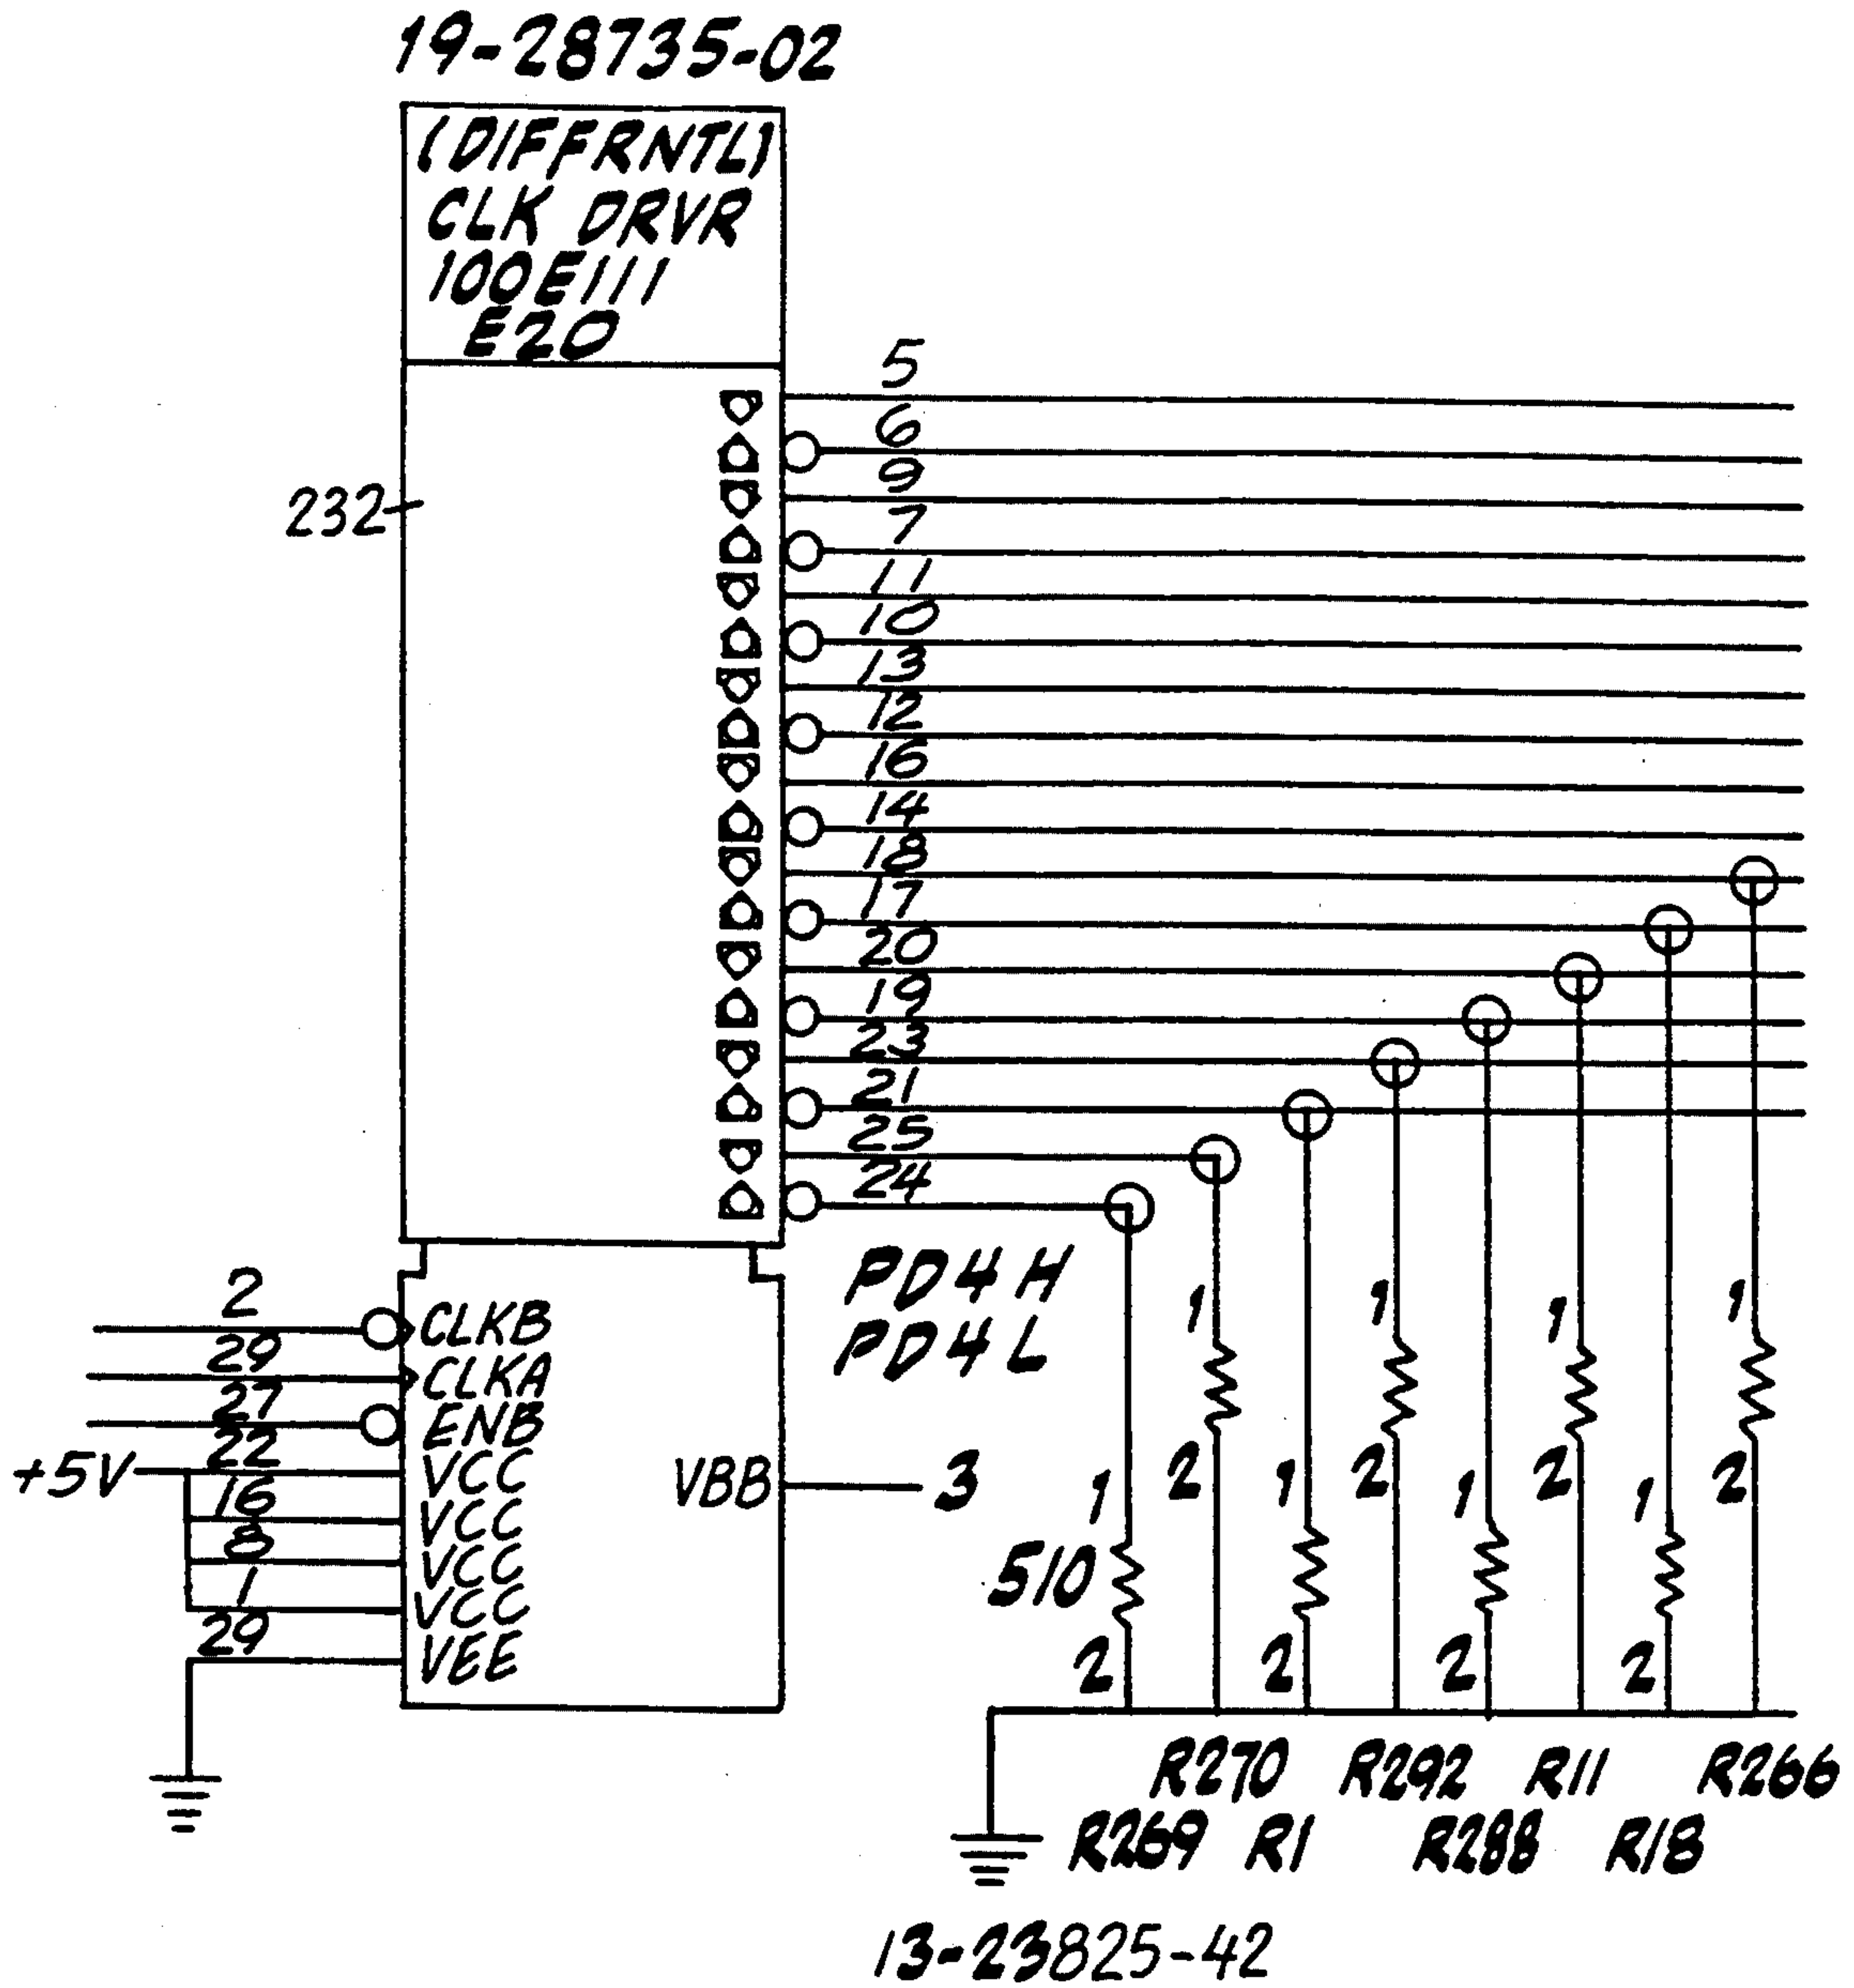 19-28735-02
(DIFFRNTL)
CLK DRVR
100E111
E20
5
6
9
232
7
11
10
13
12
16
14
18
17
20
19
23
21
25
24
PD4H
PD4L
2
CLKB
29
CLKA
27
ENB
22
+5V
VCC
VBB
3
16
VCC
8
VCC
1
VCC
29
VEE
1
1
1
1
2
2
2
2
1
1
1
1
510
2
2
2
2
R270
R292
R11
R266
R269
R1
R288
R18
13-23825-42